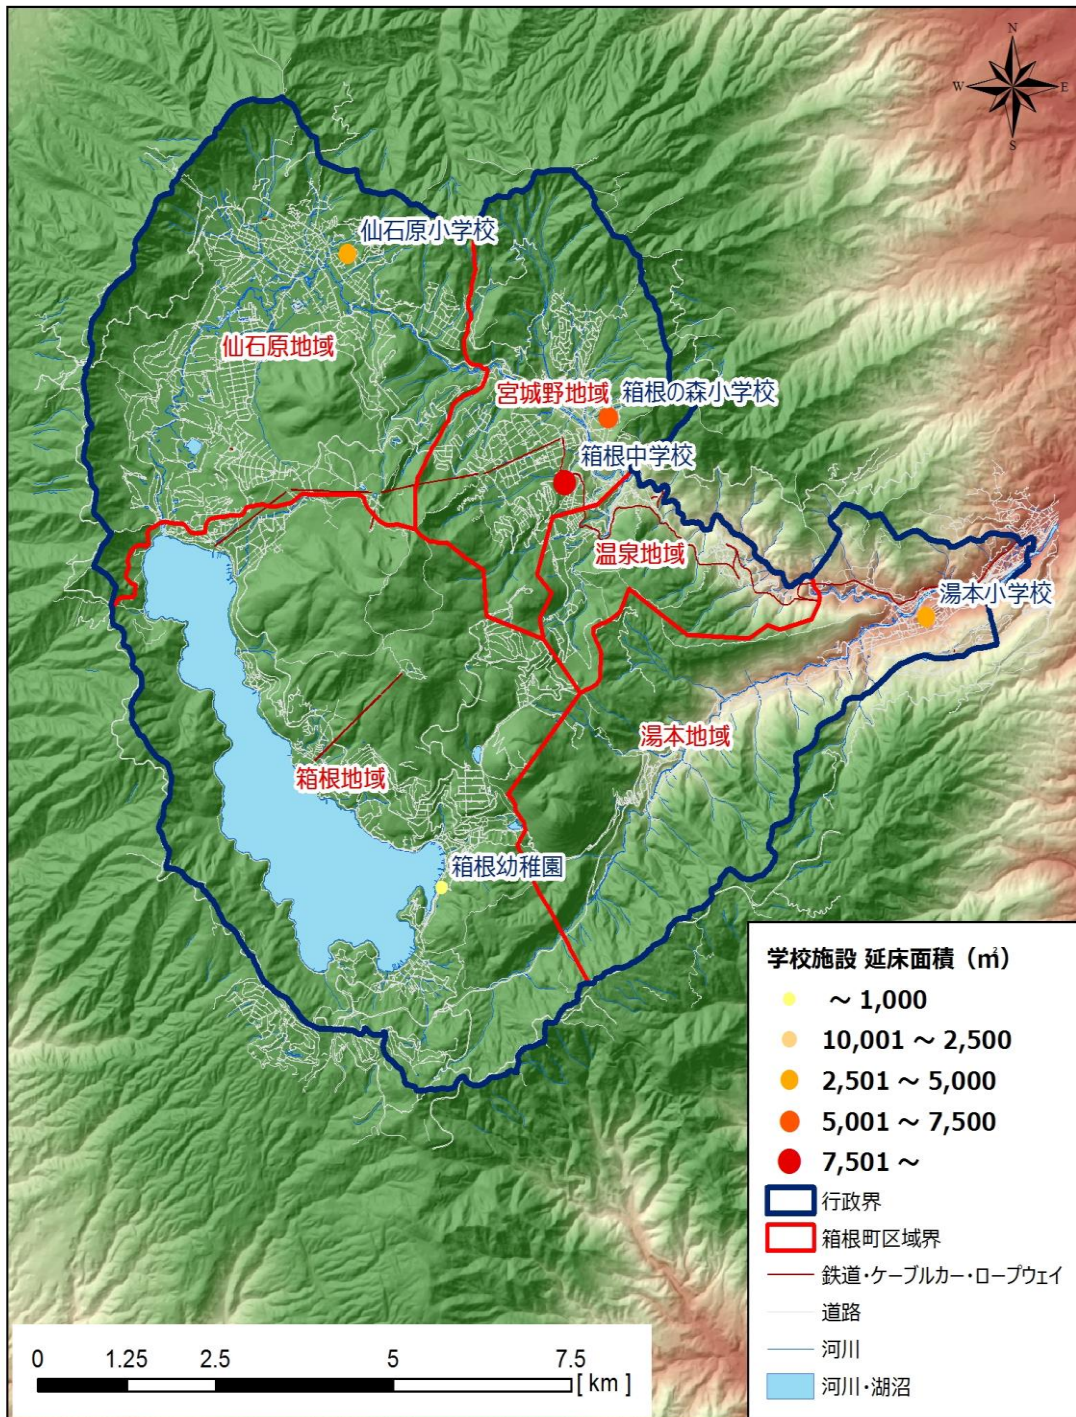 N
W
E
S
仙石原小学校
仙石原地域
宮城野地域
箱根の森小学校
箱根中学校
温泉地域
湯本小学校
湯本地域
箱根地域
箱根幼稚園
学校施設 延床面積（㎡）
～ 1,000
10,001 ～ 2,500
2,501 ～ 5,000
5,001 ～ 7,500
7,501 ～
行政界
箱根町区域界
鉄道・ケーブルカー・ロープウェイ
道路
河川
河川・湖沼
0 1.25 2.5 5 7.5
[ km ]